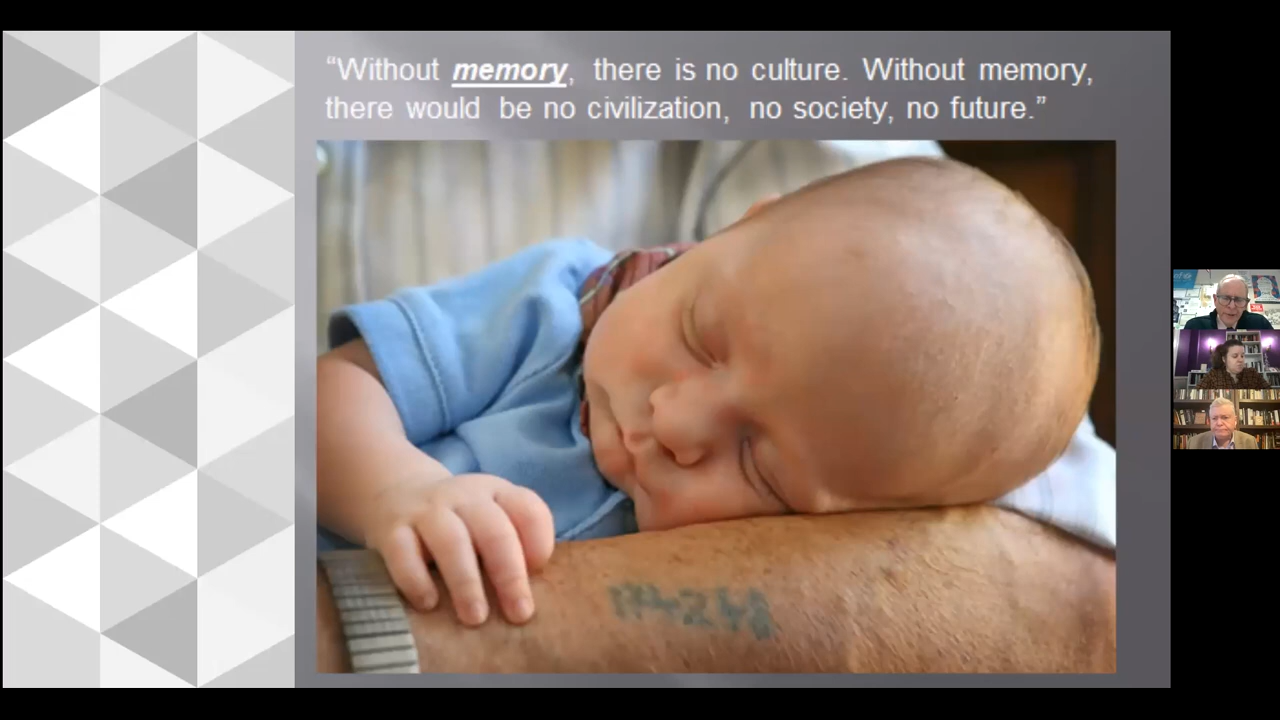 “Without memory, there is no culture. Without memory,
there would be no civilization, no society, no future.”